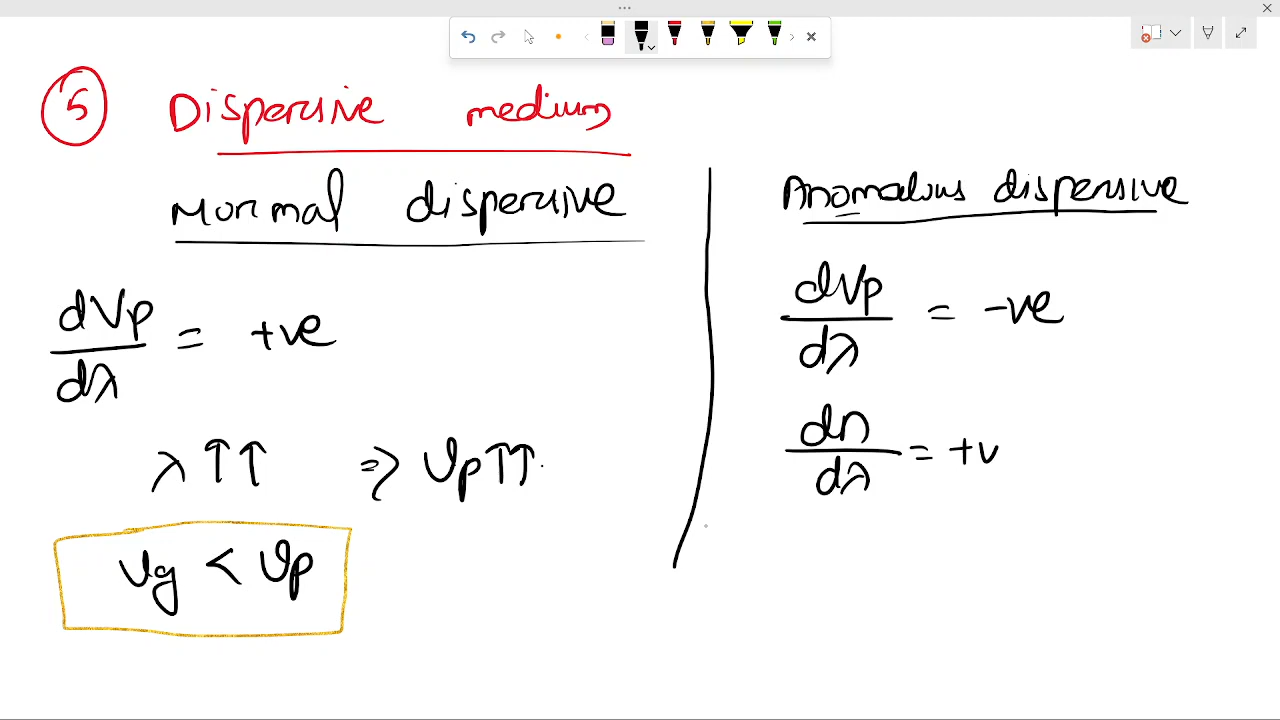 5 Dispersive medium
Normal dispersive
dVp/dλ = +ve
λ ↑↑ ⇒ Vp ↑↑
Vg < Vp
Anomalous dispersive
dVp/dλ = -ve
dn/dλ = +v